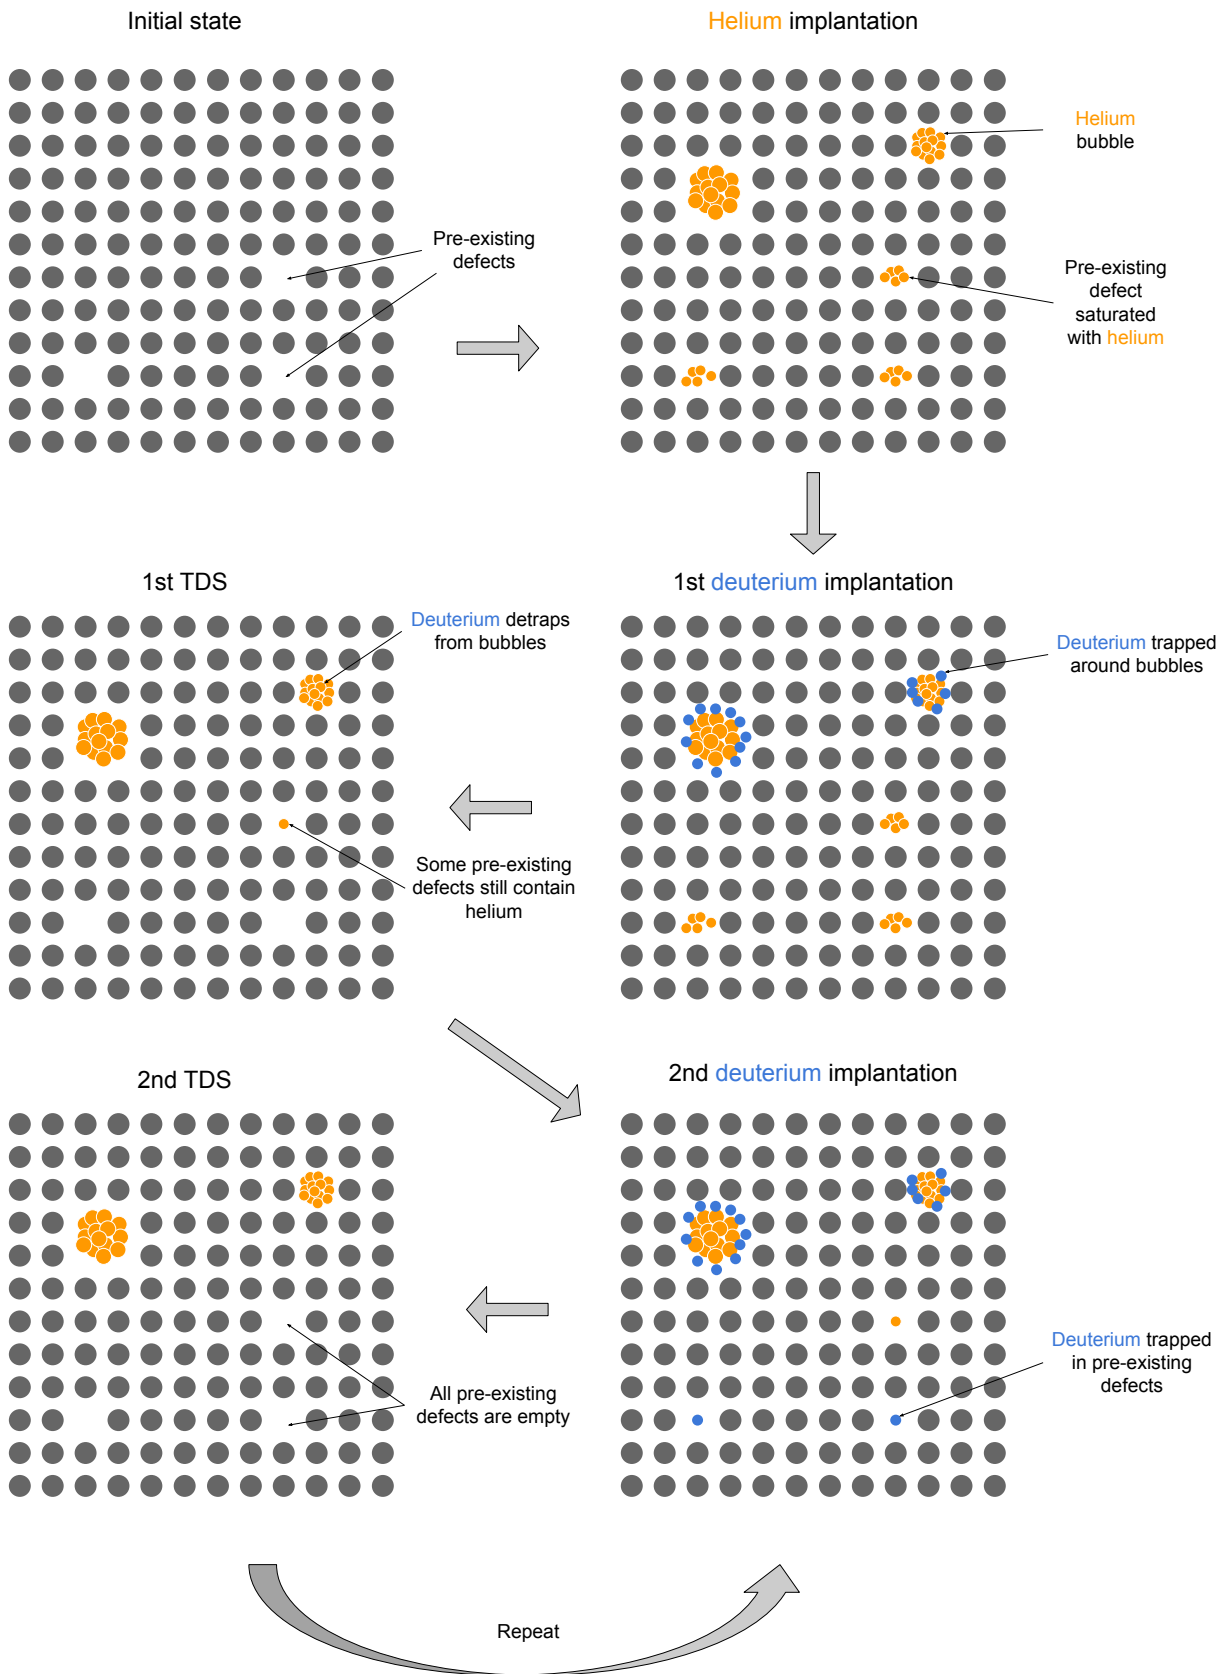 Initial state
Helium implantation
Helium
bubble
Pre-existing
defects
Pre-existing
defect
saturated
with helium
1st TDS
1st deuterium implantation
Deuterium detraps
from bubbles
Deuterium trapped
around bubbles
Some pre-existing
defects still contain
helium
2nd TDS
2nd deuterium implantation
All pre-existing
defects are empty
Deuterium trapped
in pre-existing
defects
Repeat